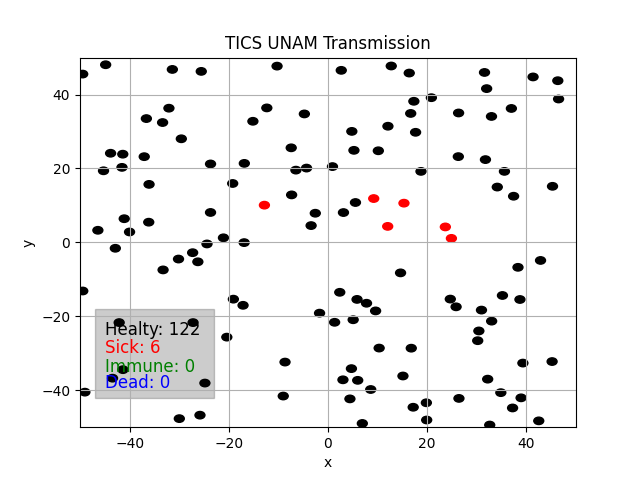 TICS UNAM Transmission
y
40
20
0
−20
−40
Healty: 122
Sick: 6
Immune: 0
Dead: 0
−40
−20
0
20
40
x